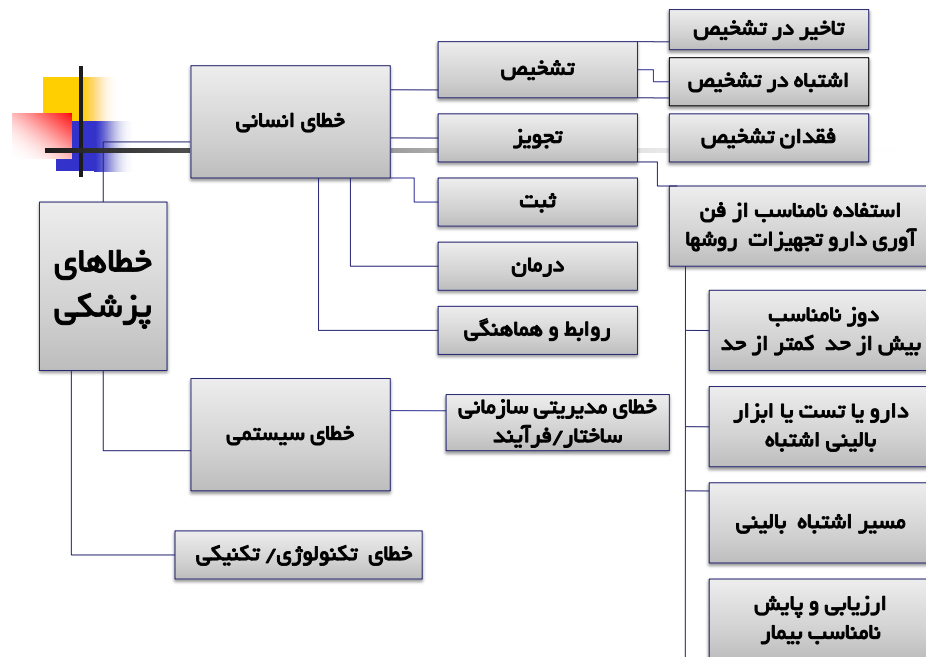 خطاهای
پزشکی
خطای انسانی
تشخیص
تاخیر در تشخیص
اشتباه در تشخیص
فقدان تشخیص
تجویز
استفاده نامناسب از فن
آوری دارو تجهیزات روشها
دوز نامناسب
بیش از حد کمتر از حد
دارو یا تست یا ابزار
بالینی اشتباه
مسیر اشتباه بالینی
ارزیابی و پایش
نامناسب بیمار
ثبت
درمان
روابط و هماهنگی
خطای سیستمی
خطای مدیریتی سازمانی
ساختار/فرآیند
خطای تکنولوژی/ تکنیکی